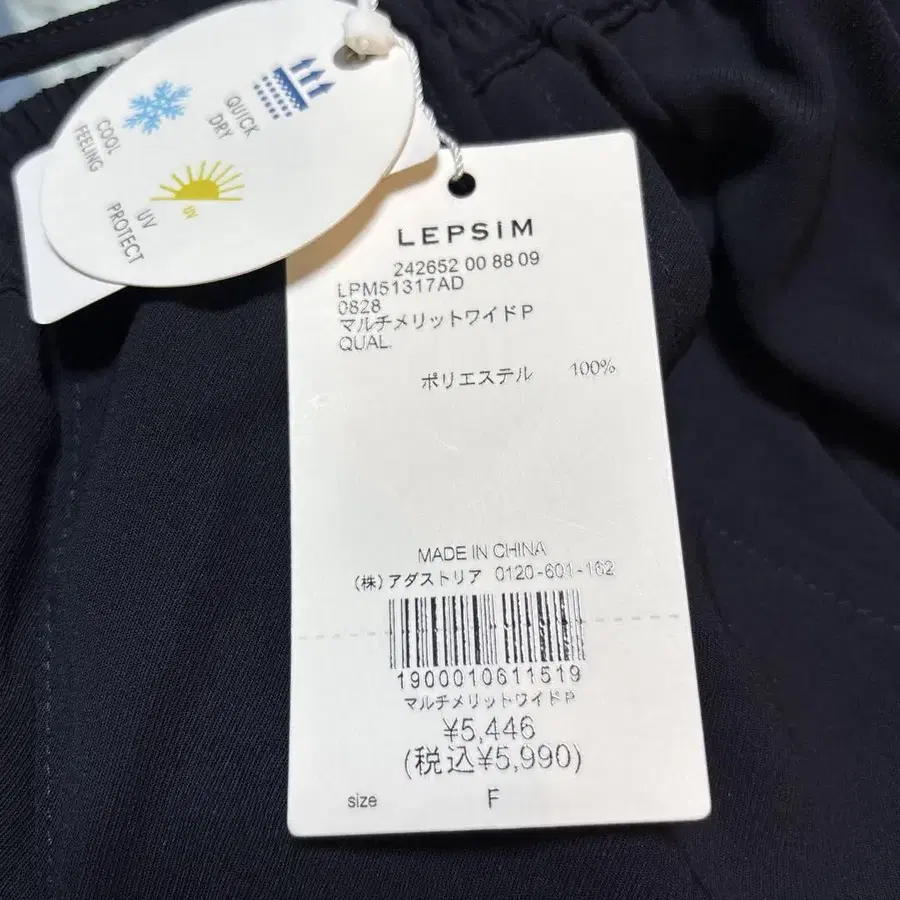 COOL
FEELING
QUICK
DRY
UV
PROTECT
UV
LEPSIM
242652 00 88 09
LPM51317AD
0828
マルチメリットワイドP
QUAL.
ポリエステル 100%
MADE IN CHINA
(株)アダストリア 0120-601-162
1900010611519
マルチメリットワイドP
¥5,446
(税込¥5,990)
size F